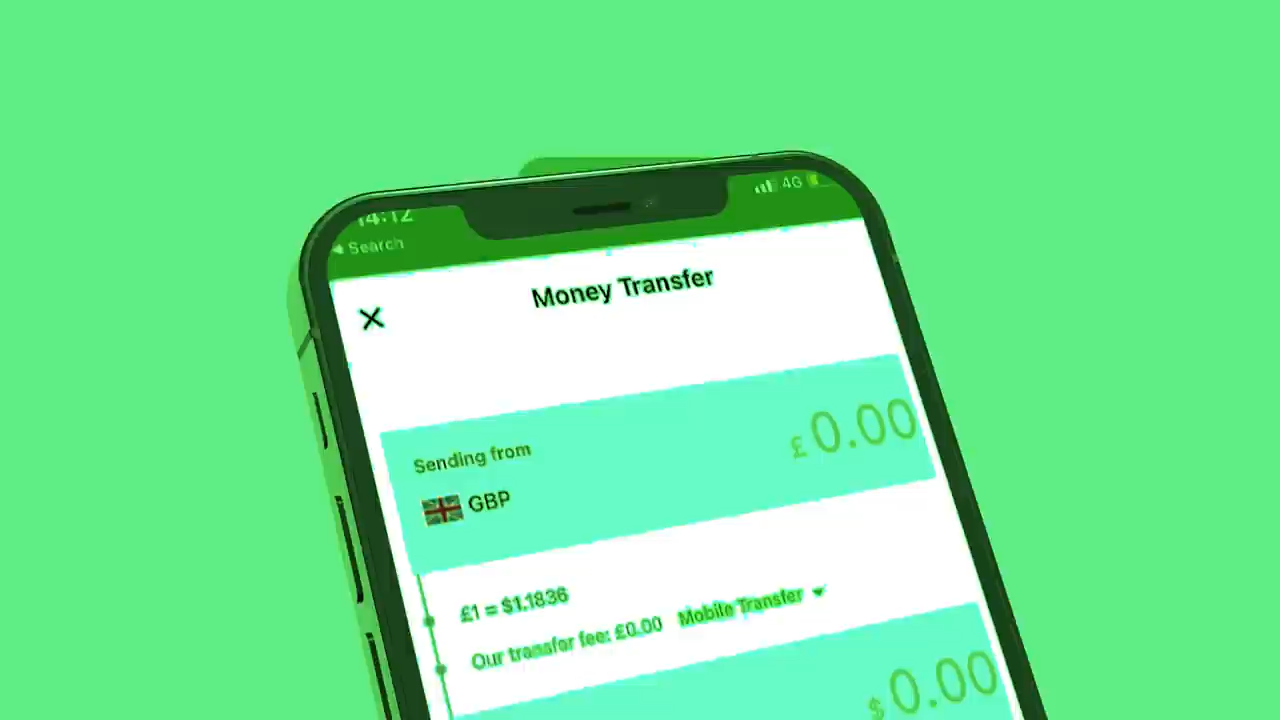 14:12
4G
Search
Money Transfer
Sending from
£0.00
GBP
£1 = $1.1836
Our transfer fee: £0.00 Mobile Transfer
$0.00